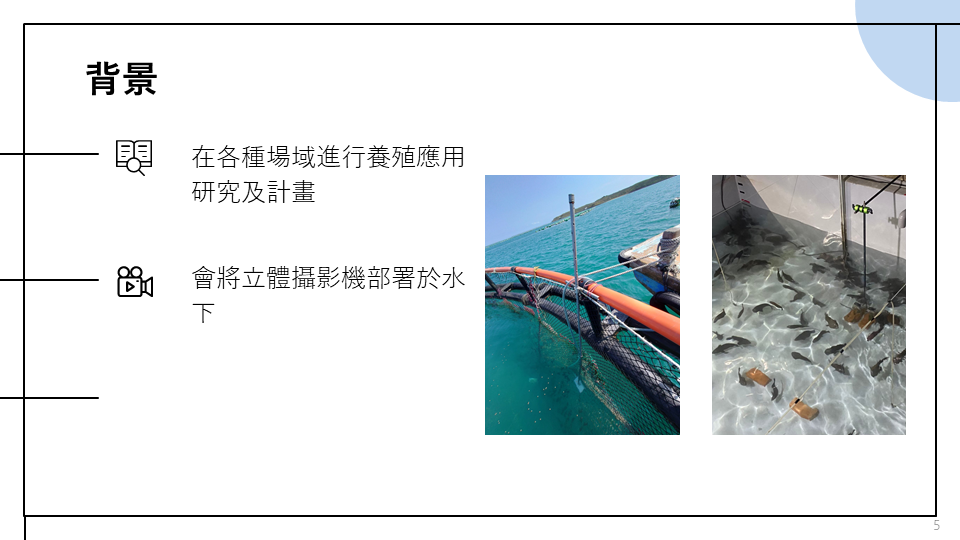 背景
在各種場域進行養殖應用
研究及計畫
會將立體攝影機部署於水
下
5